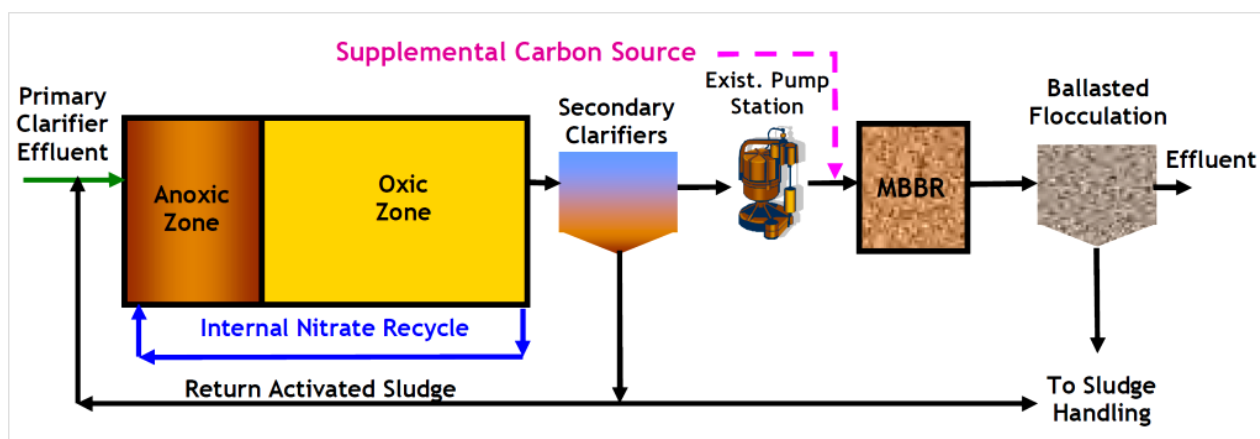 Supplemental Carbon Source
Primary
Clarifier
Effluent
Anoxic
Zone
Oxic
Zone
Secondary
Clarifiers
Exist. Pump
Station
MBBR
Ballasted
Flocculation
Effluent
Internal Nitrate Recycle
Return Activated Sludge
To Sludge
Handling